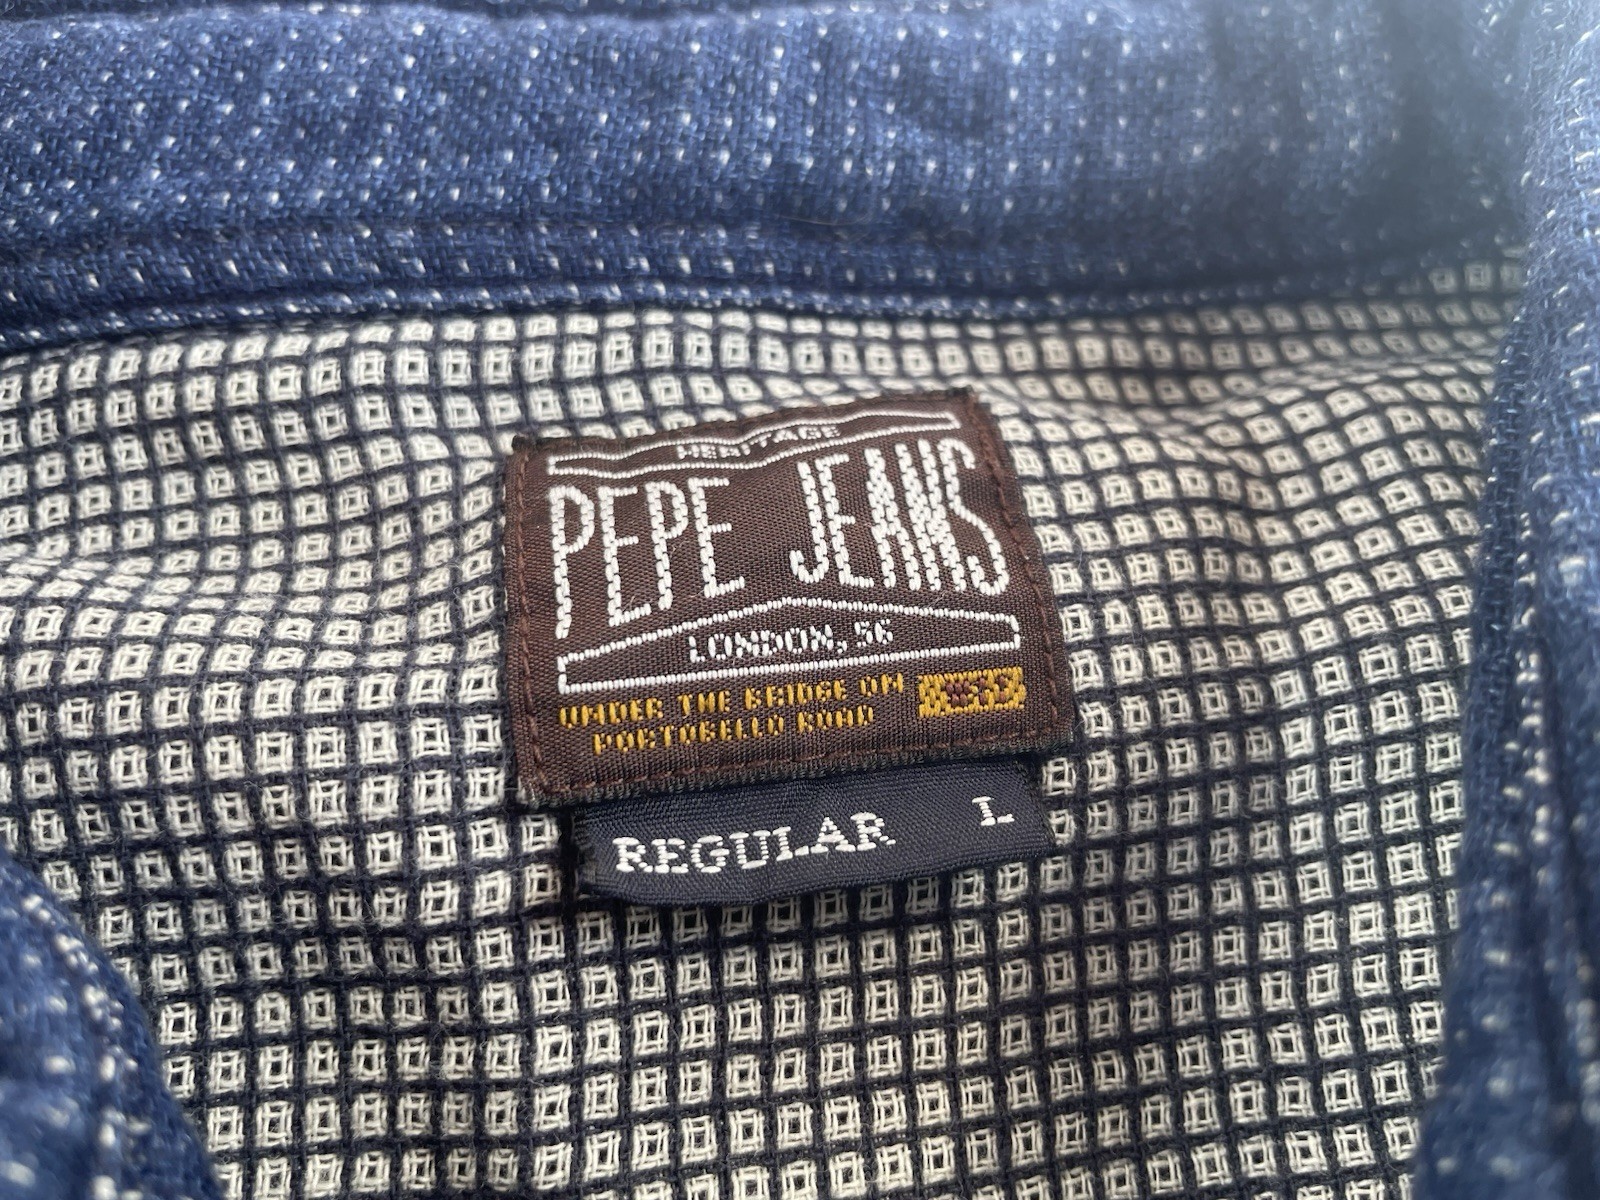 HERITAGE
PEPE JEANS
LONDON, 56
UNDER THE BRIDGE ON
PORTOBELLO ROAD
REGULAR L